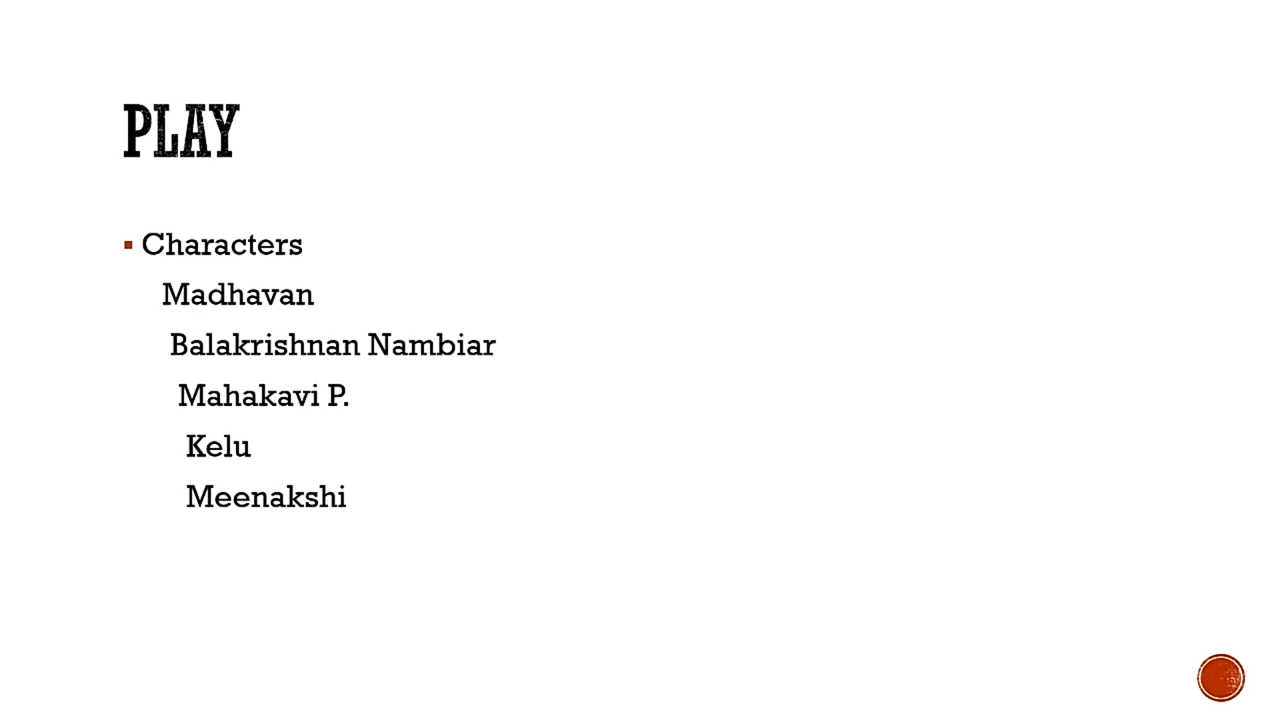 PLAY
Characters
Madhavan
Balakrishnan Nambiar
Mahakavi P.
Kelu
Meenakshi